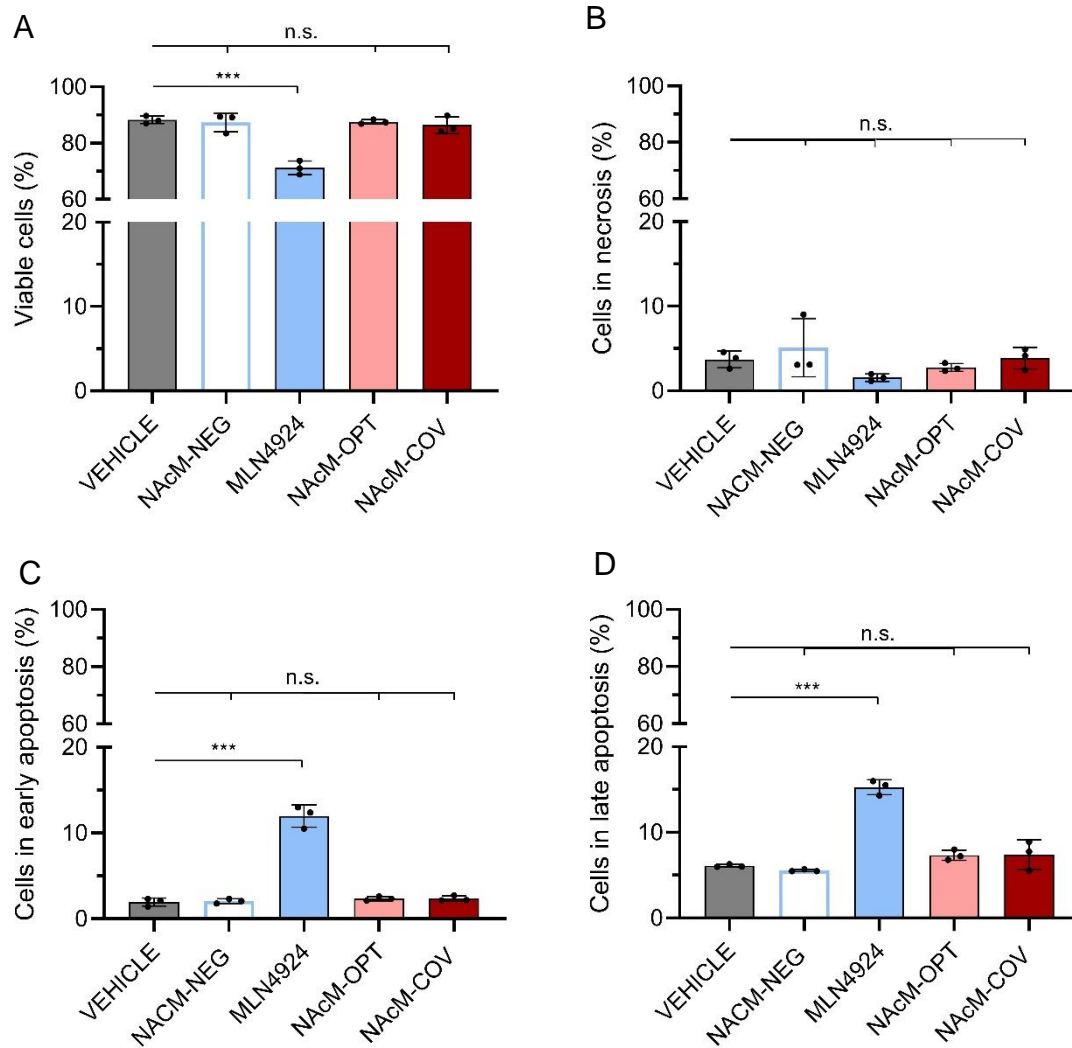 A
n.s.
***
Viable cells (%)
100
80
60
20
10
0
VEHICLE
NAcM-NEG
MLN4924
NAcM-OPT
NAcM-COV
B
n.s.
Cells in necrosis (%)
100
80
60
20
10
0
VEHICLE
NACM-NEG
MLN4924
NAcM-OPT
NAcM-COV
C
n.s.
***
Cells in early apoptosis (%)
100
80
60
20
10
0
VEHICLE
NACM-NEG
MLN4924
NAcM-OPT
NAcM-COV
D
n.s.
***
Cells in late apoptosis (%)
100
80
60
20
10
0
VEHICLE
NAcM-NEG
MLN4924
NAcM-OPT
NAcM-COV